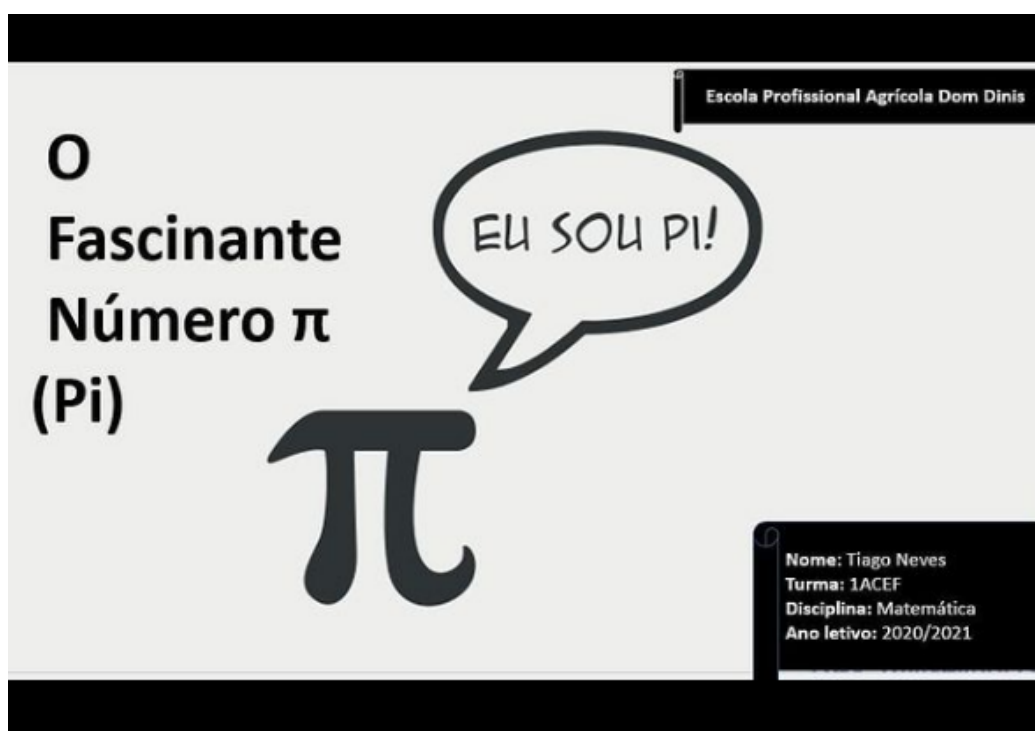 Escola Profissional Agrícola Dom Dinis
O
Fascinante
Número π
(Pi)
EU SOU PI!
π
Nome: Tiago Neves
Turma: 1ACEF
Disciplina: Matemática
Ano letivo: 2020/2021